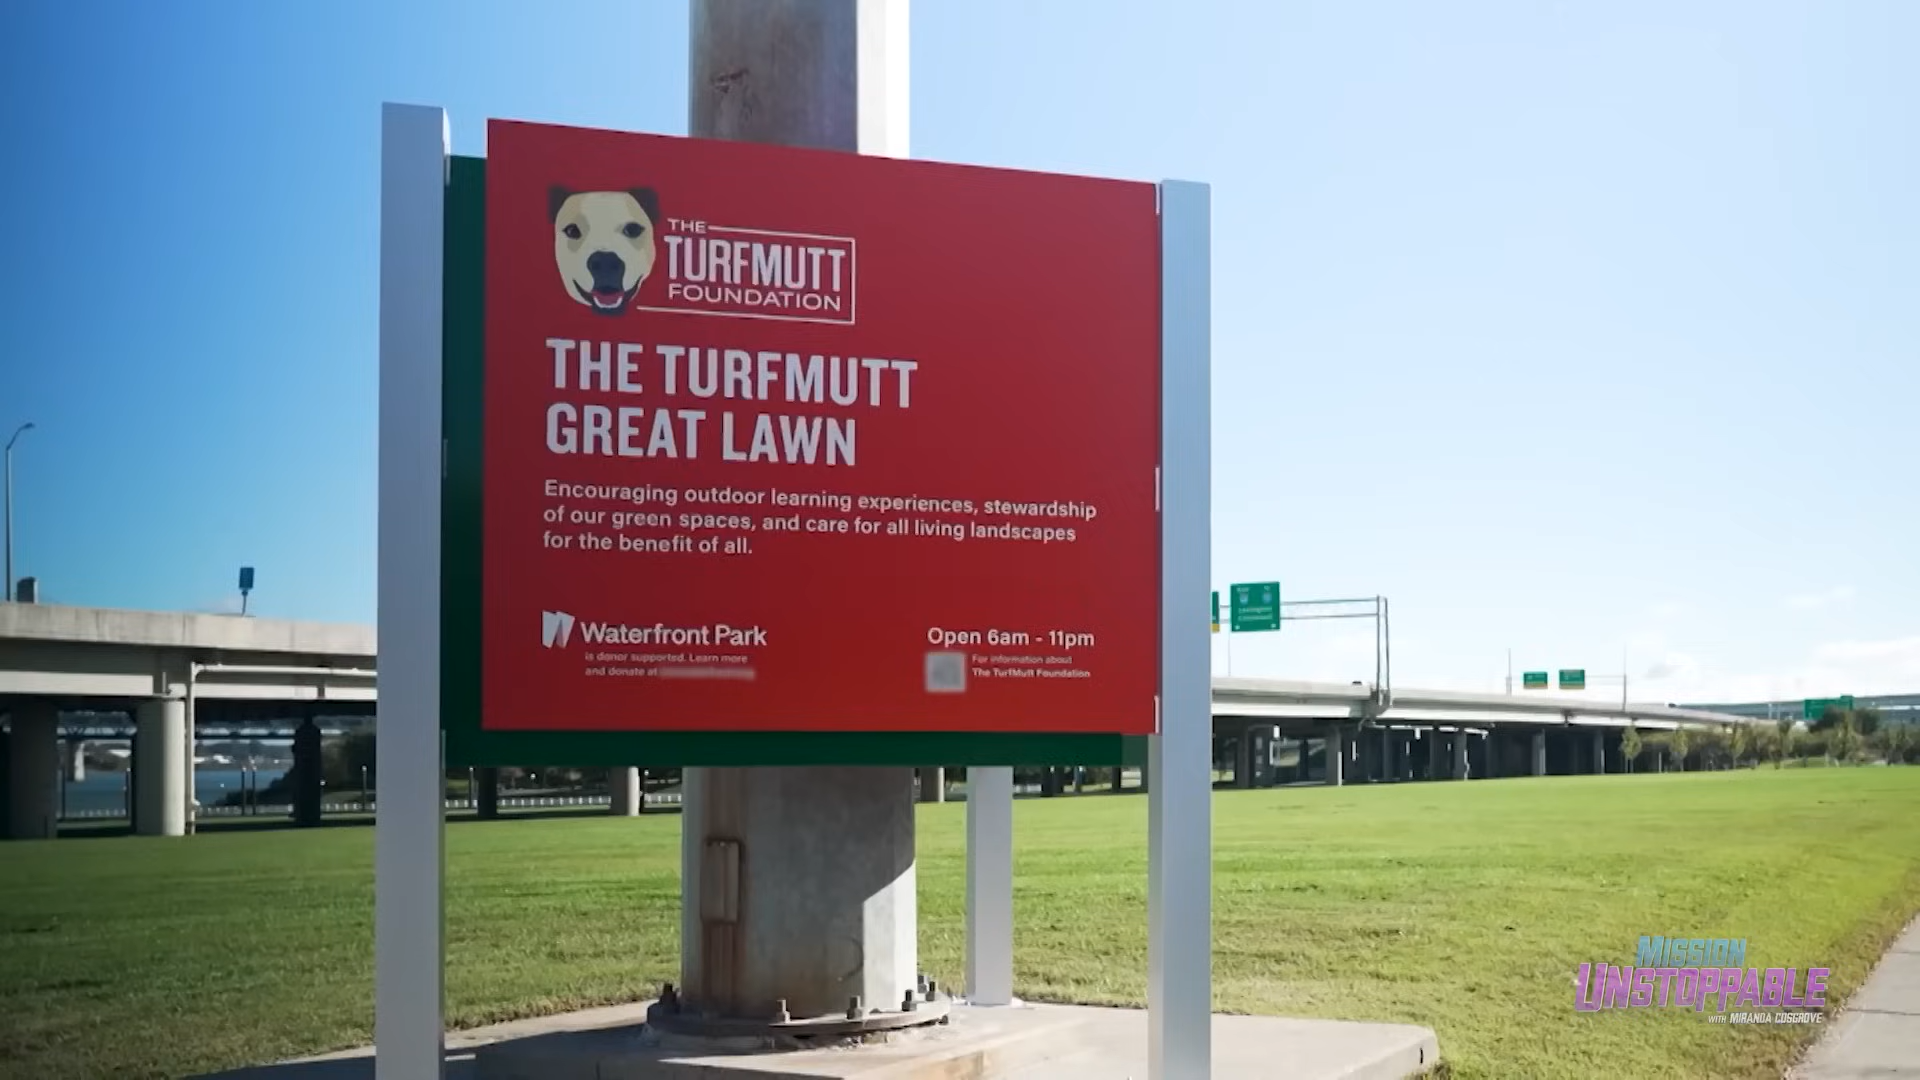 THE
TURFMUTT
FOUNDATION
THE TURFMUTT
GREAT LAWN
Encouraging outdoor learning experiences, stewardship
of our green spaces, and care for all living landscapes
for the benefit of all.
Waterfront Park
is donor supported. Learn more
and donate at
Open 6am - 11pm
For information about
The TurfMutt Foundation
MISSION
UNSTOPPABLE
WITH MIRANDA COSGROVE